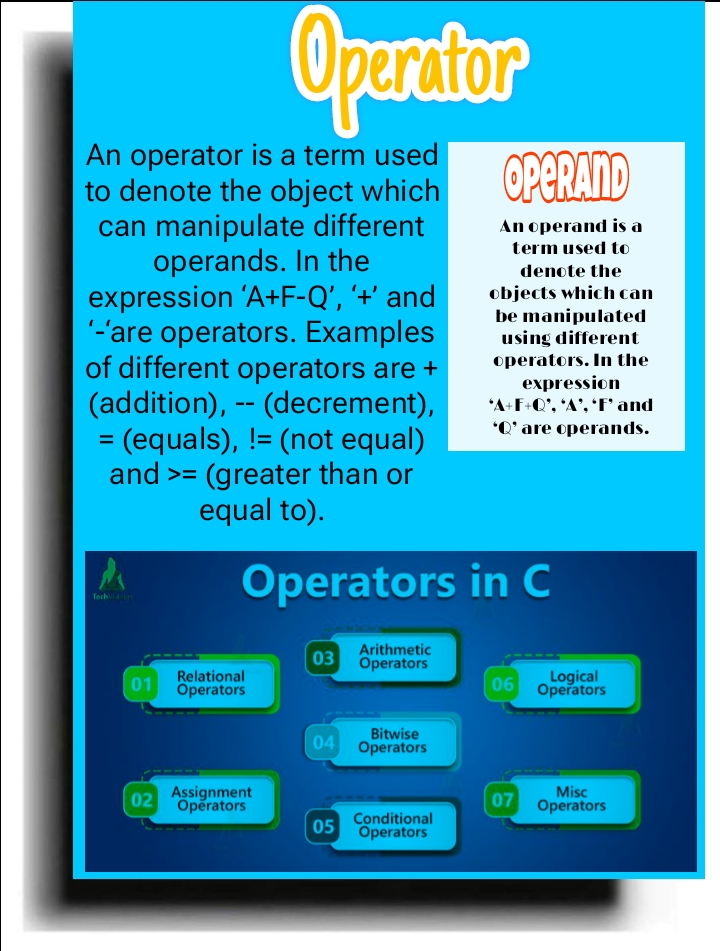 Operator
An operator is a term used
to denote the object which
can manipulate different
operands. In the
expression ‘A+F-Q’, ‘+’ and
‘-‘are operators. Examples
of different operators are +
(addition), -- (decrement),
= (equals), != (not equal)
and >= (greater than or
equal to).
OPERAND
An operand is a
term used to
denote the
objects which can
be manipulated
using different
operators. In the
expression
‘A+F+Q’, ‘A’, ‘F’ and
‘Q’ are operands.
Operators in C
01 Relational
Operators
02 Assignment
Operators
03 Arithmetic
Operators
04 Bitwise
Operators
05 Conditional
Operators
06 Logical
Operators
07 Misc
Operators